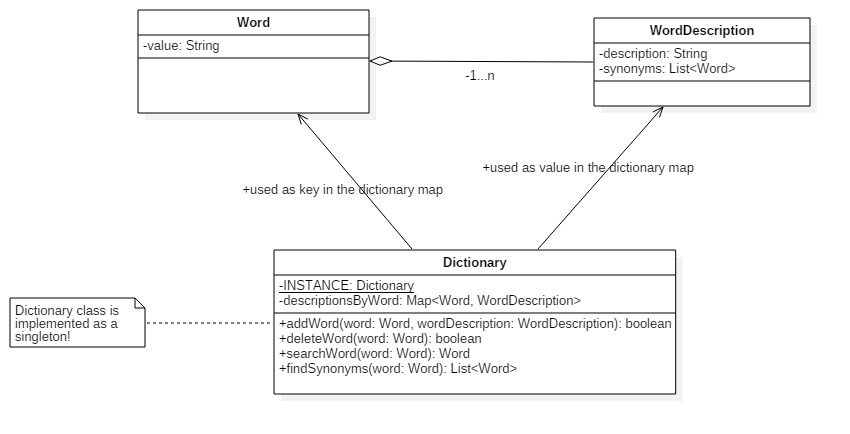 Word
-value: String
WordDescription
-description: String
-synonyms: List<Word>
-1...n
+used as value in the dictionary map
+used as key in the dictionary map
Dictionary
-INSTANCE: Dictionary
-descriptionsByWord: Map<Word, WordDescription>
+addWord(word: Word, wordDescription: WordDescription): boolean
+deleteWord(word: Word): boolean
+searchWord(word: Word): Word
+findSynonyms(word: Word): List<Word>
Dictionary class is
implemented as a
singleton!